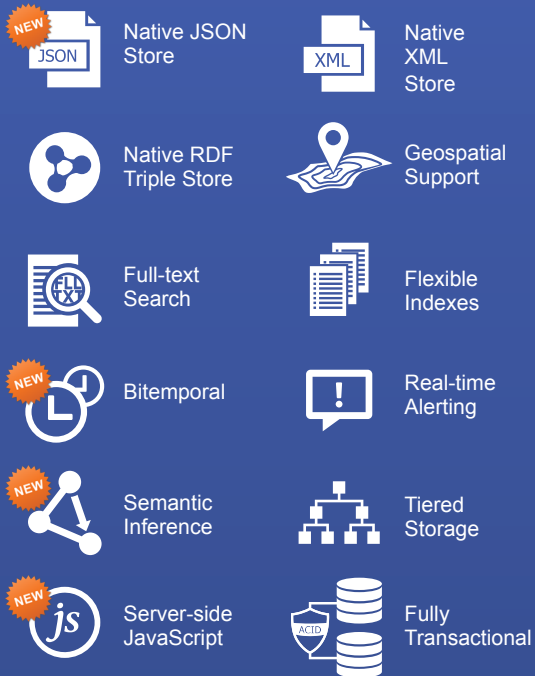 NEW
JSON
Native JSON
Store
XML
Native
XML
Store
Native RDF
Triple Store
Geospatial
Support
FLL
TXT
Full-text
Search
Flexible
Indexes
NEW
Bitemporal
!
Real-time
Alerting
NEW
Semantic
Inference
Tiered
Storage
NEW
js
Server-side
JavaScript
ACID
Fully
Transactional